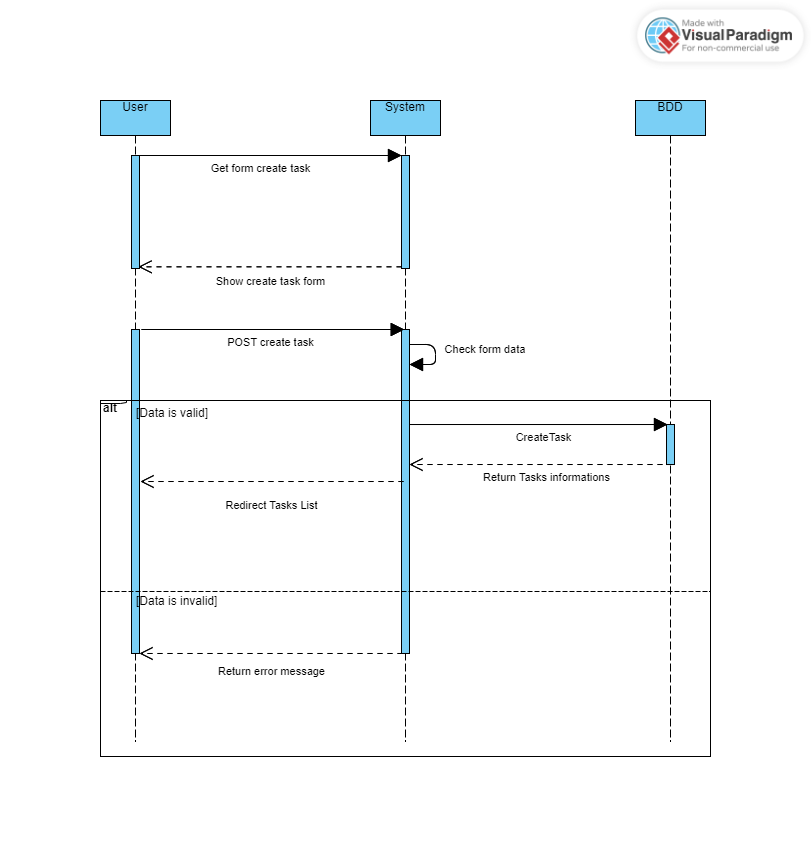 Made with
VisualParadigm
For non-commercial use
User
System
BDD
Get form create task
Show create task form
POST create task
Check form data
alt
[Data is valid]
CreateTask
Return Tasks informations
Redirect Tasks List
[Data is invalid]
Return error message